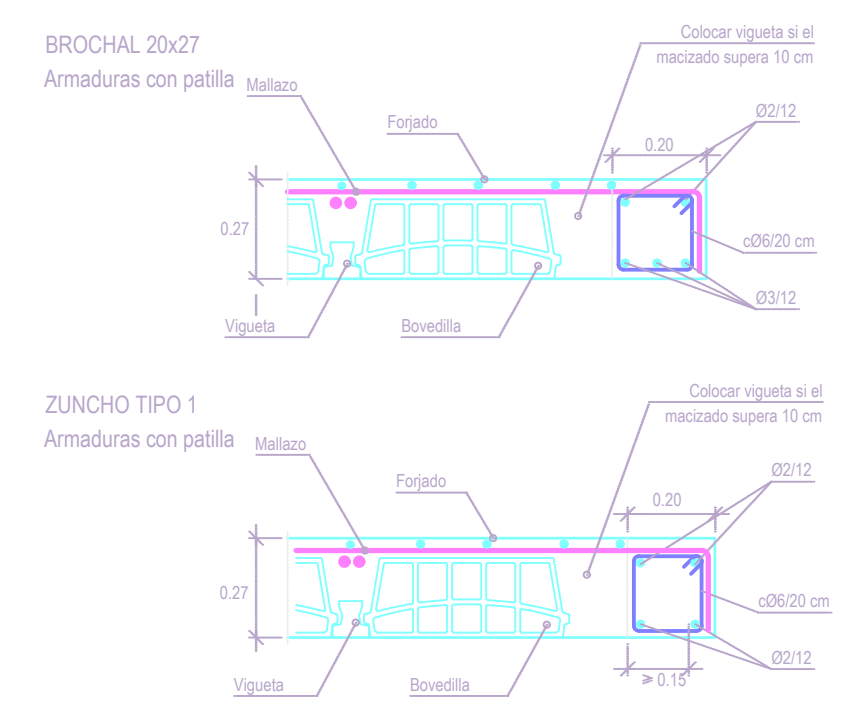 BROCHAL 20x27
Armaduras con patilla
Mallazo
Forjado
Colocar vigueta si el
macizado supera 10 cm
Ø2/12
0.20
0.27
cØ6/20 cm
Ø3/12
Vigueta
Bovedilla
ZUNCHO TIPO 1
Armaduras con patilla
Mallazo
Forjado
Colocar vigueta si el
macizado supera 10 cm
Ø2/12
0.20
0.27
cØ6/20 cm
Ø2/12
≥ 0.15
Vigueta
Bovedilla